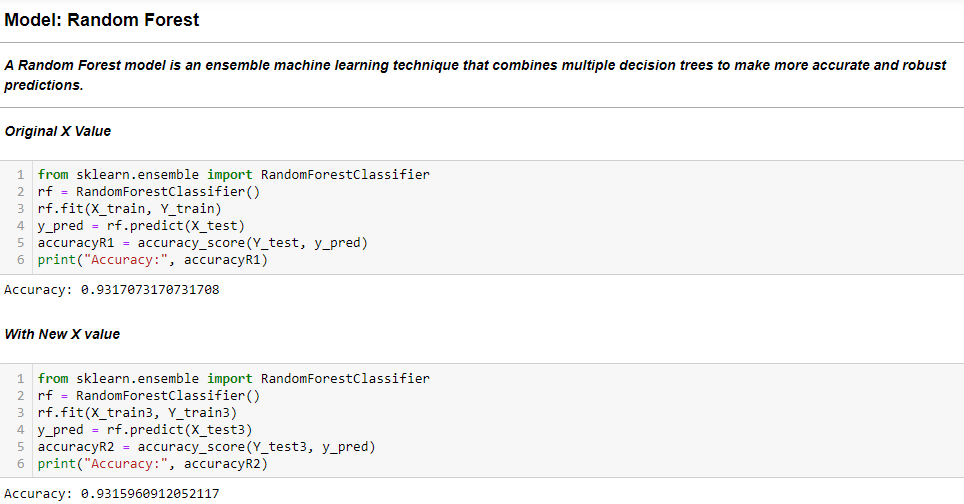 Model: Random Forest
A Random Forest model is an ensemble machine learning technique that combines multiple decision trees to make more accurate and robust
predictions.
Original X Value
1 from sklearn.ensemble import RandomForestClassifier
2 rf = RandomForestClassifier()
3 rf.fit(X_train, Y_train)
4 y_pred = rf.predict(X_test)
5 accuracyR1 = accuracy_score(Y_test, y_pred)
6 print("Accuracy:", accuracyR1)
Accuracy: 0.9317073170731708
With New X value
1 from sklearn.ensemble import RandomForestClassifier
2 rf = RandomForestClassifier()
3 rf.fit(X_train3, Y_train3)
4 y_pred = rf.predict(X_test3)
5 accuracyR2 = accuracy_score(Y_test3, y_pred)
6 print("Accuracy:", accuracyR2)
Accuracy: 0.9315960912052117